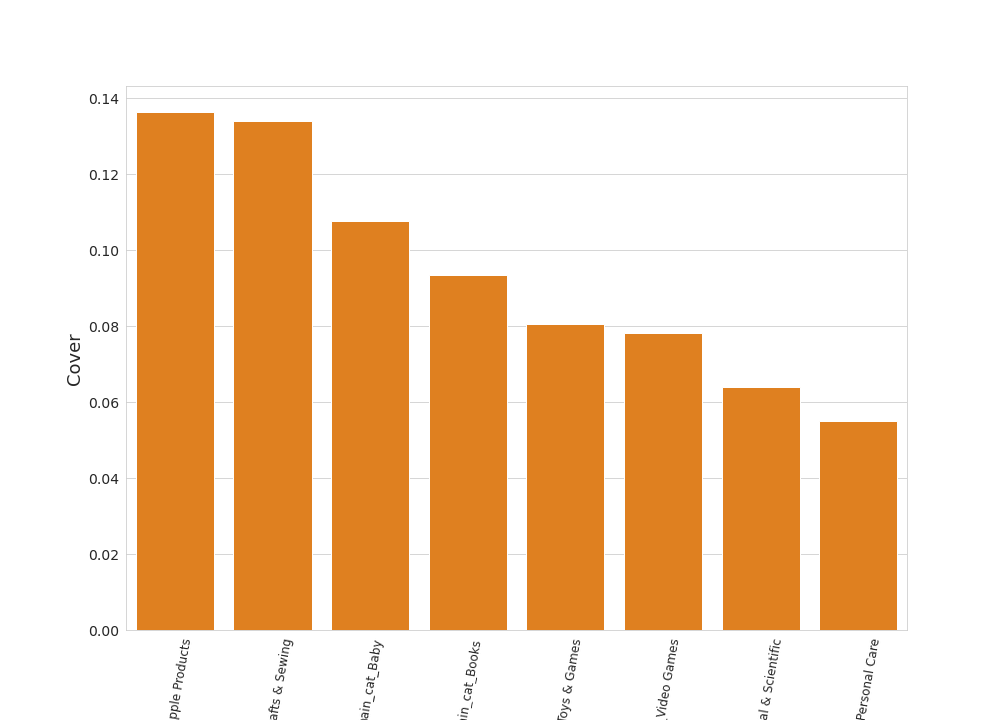 0.14
0.12
0.10
0.08
0.06
0.04
0.02
0.00
Cover
pple Products
afts & Sewing
ain_cat_Baby
in_cat_Books
Toys & Games
_Video Games
al & Scientific
Personal Care